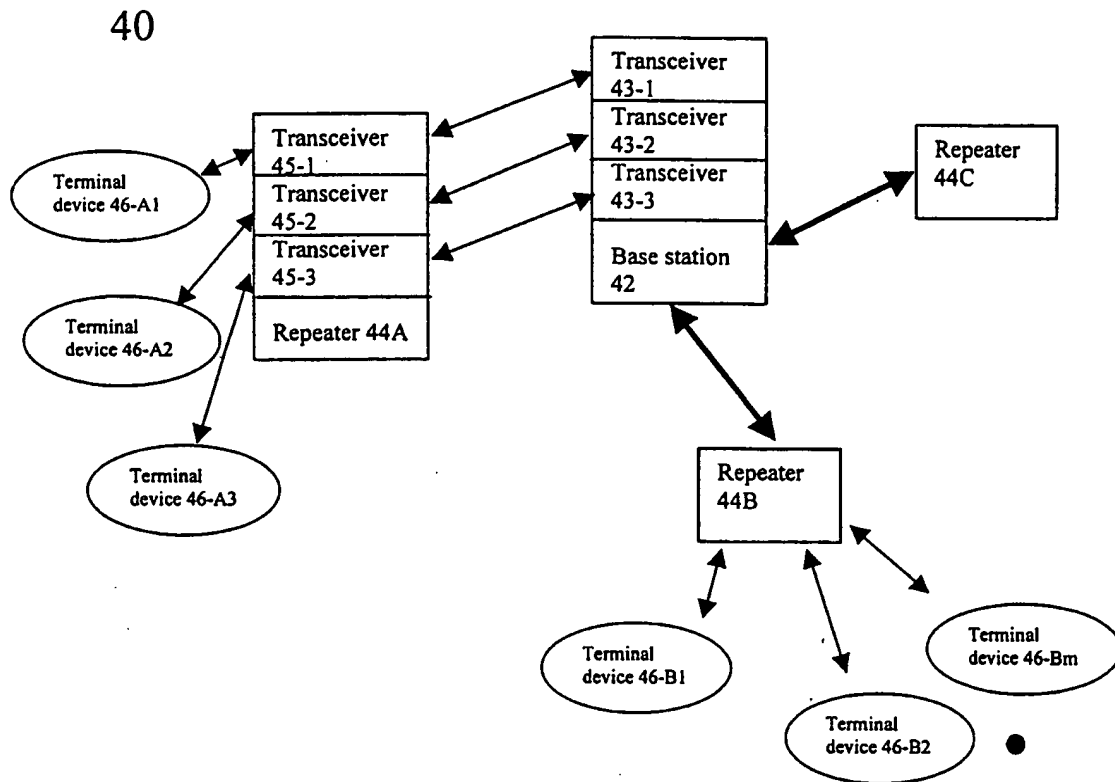 40
Transceiver
43-1
Transceiver
43-2
Transceiver
43-3
Base station
42
Transceiver
45-1
Transceiver
45-2
Transceiver
45-3
Repeater 44A
Repeater
44C
Terminal
device 46-A1
Terminal
device 46-A2
Terminal
device 46-A3
Repeater
44B
Terminal
device 46-B1
Terminal
device 46-B2
Terminal
device 46-Bm